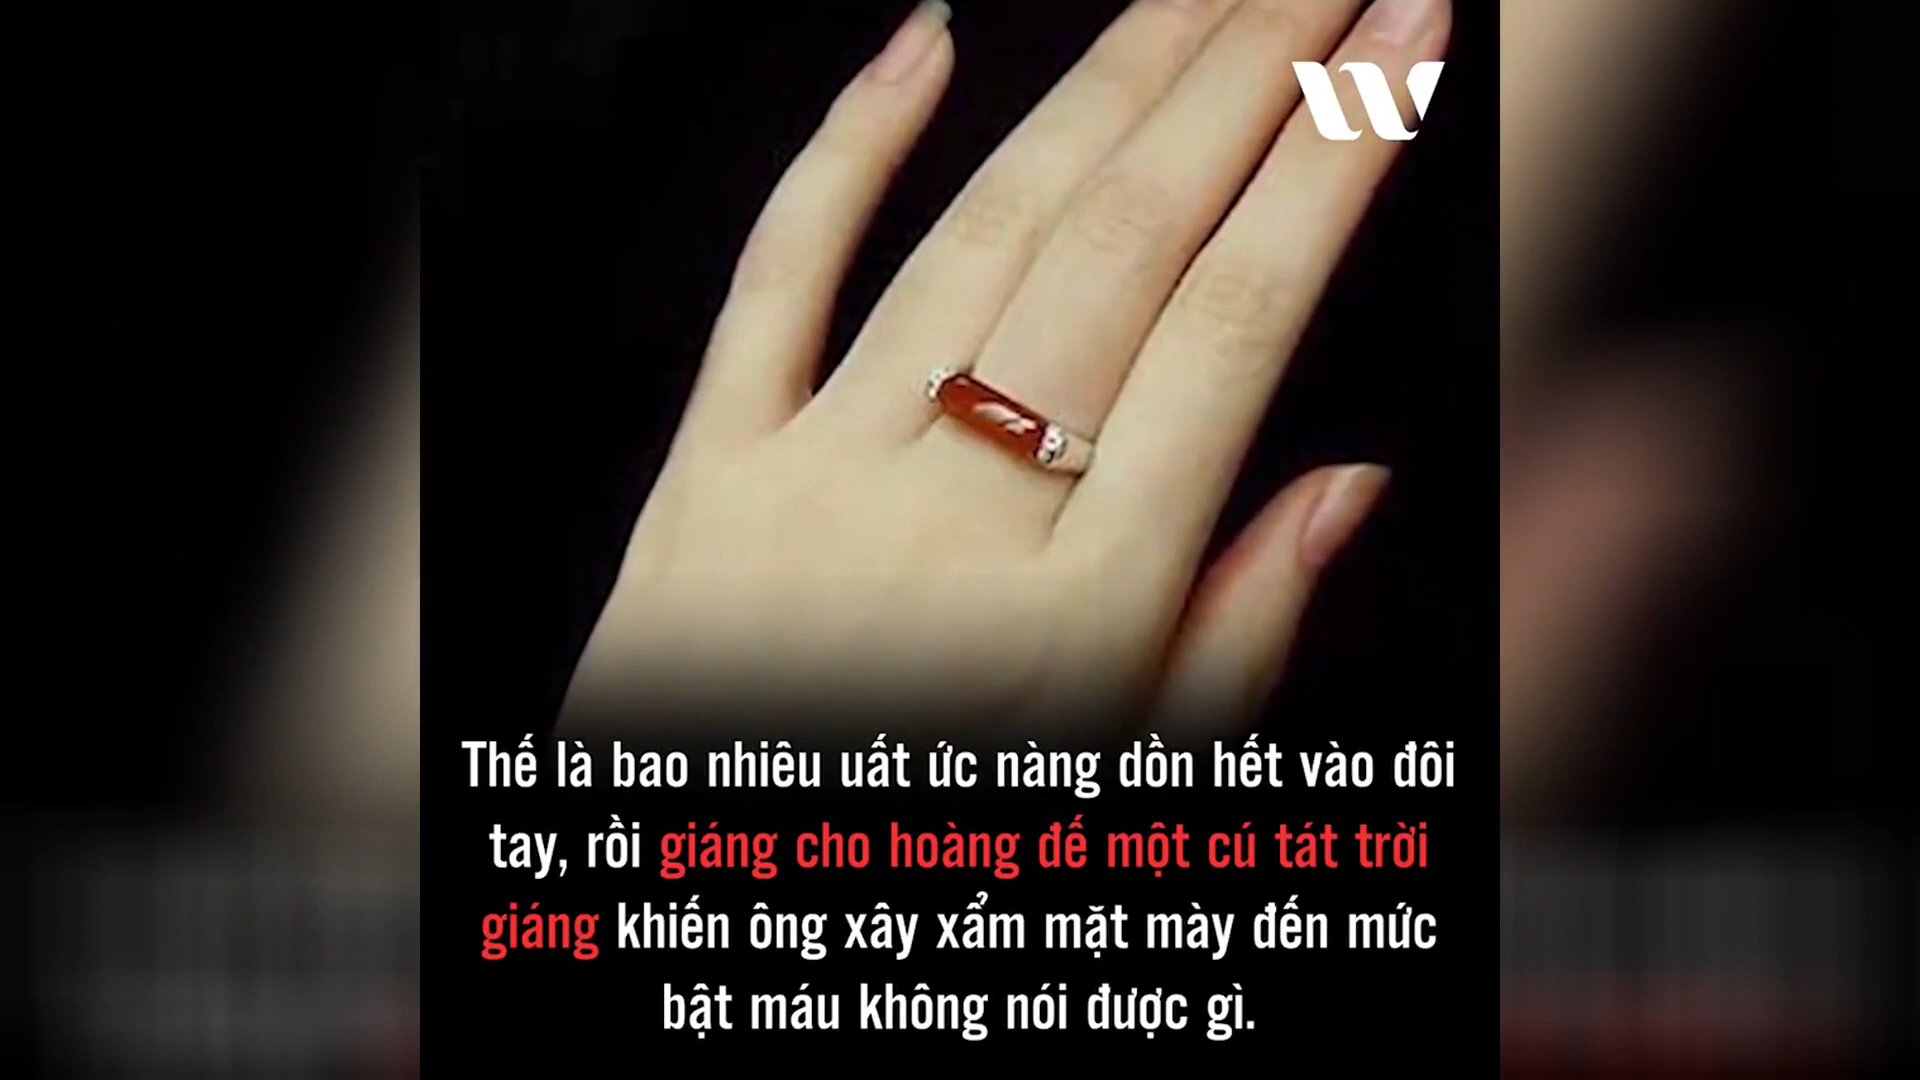 W
Thế là bao nhiêu uất ức nàng dồn hết vào đôi
tay, rồi giáng cho hoàng đế một cú tát trời
giáng khiến ông xây xẩm mặt mày đến mức
bật máu không nói được gì.